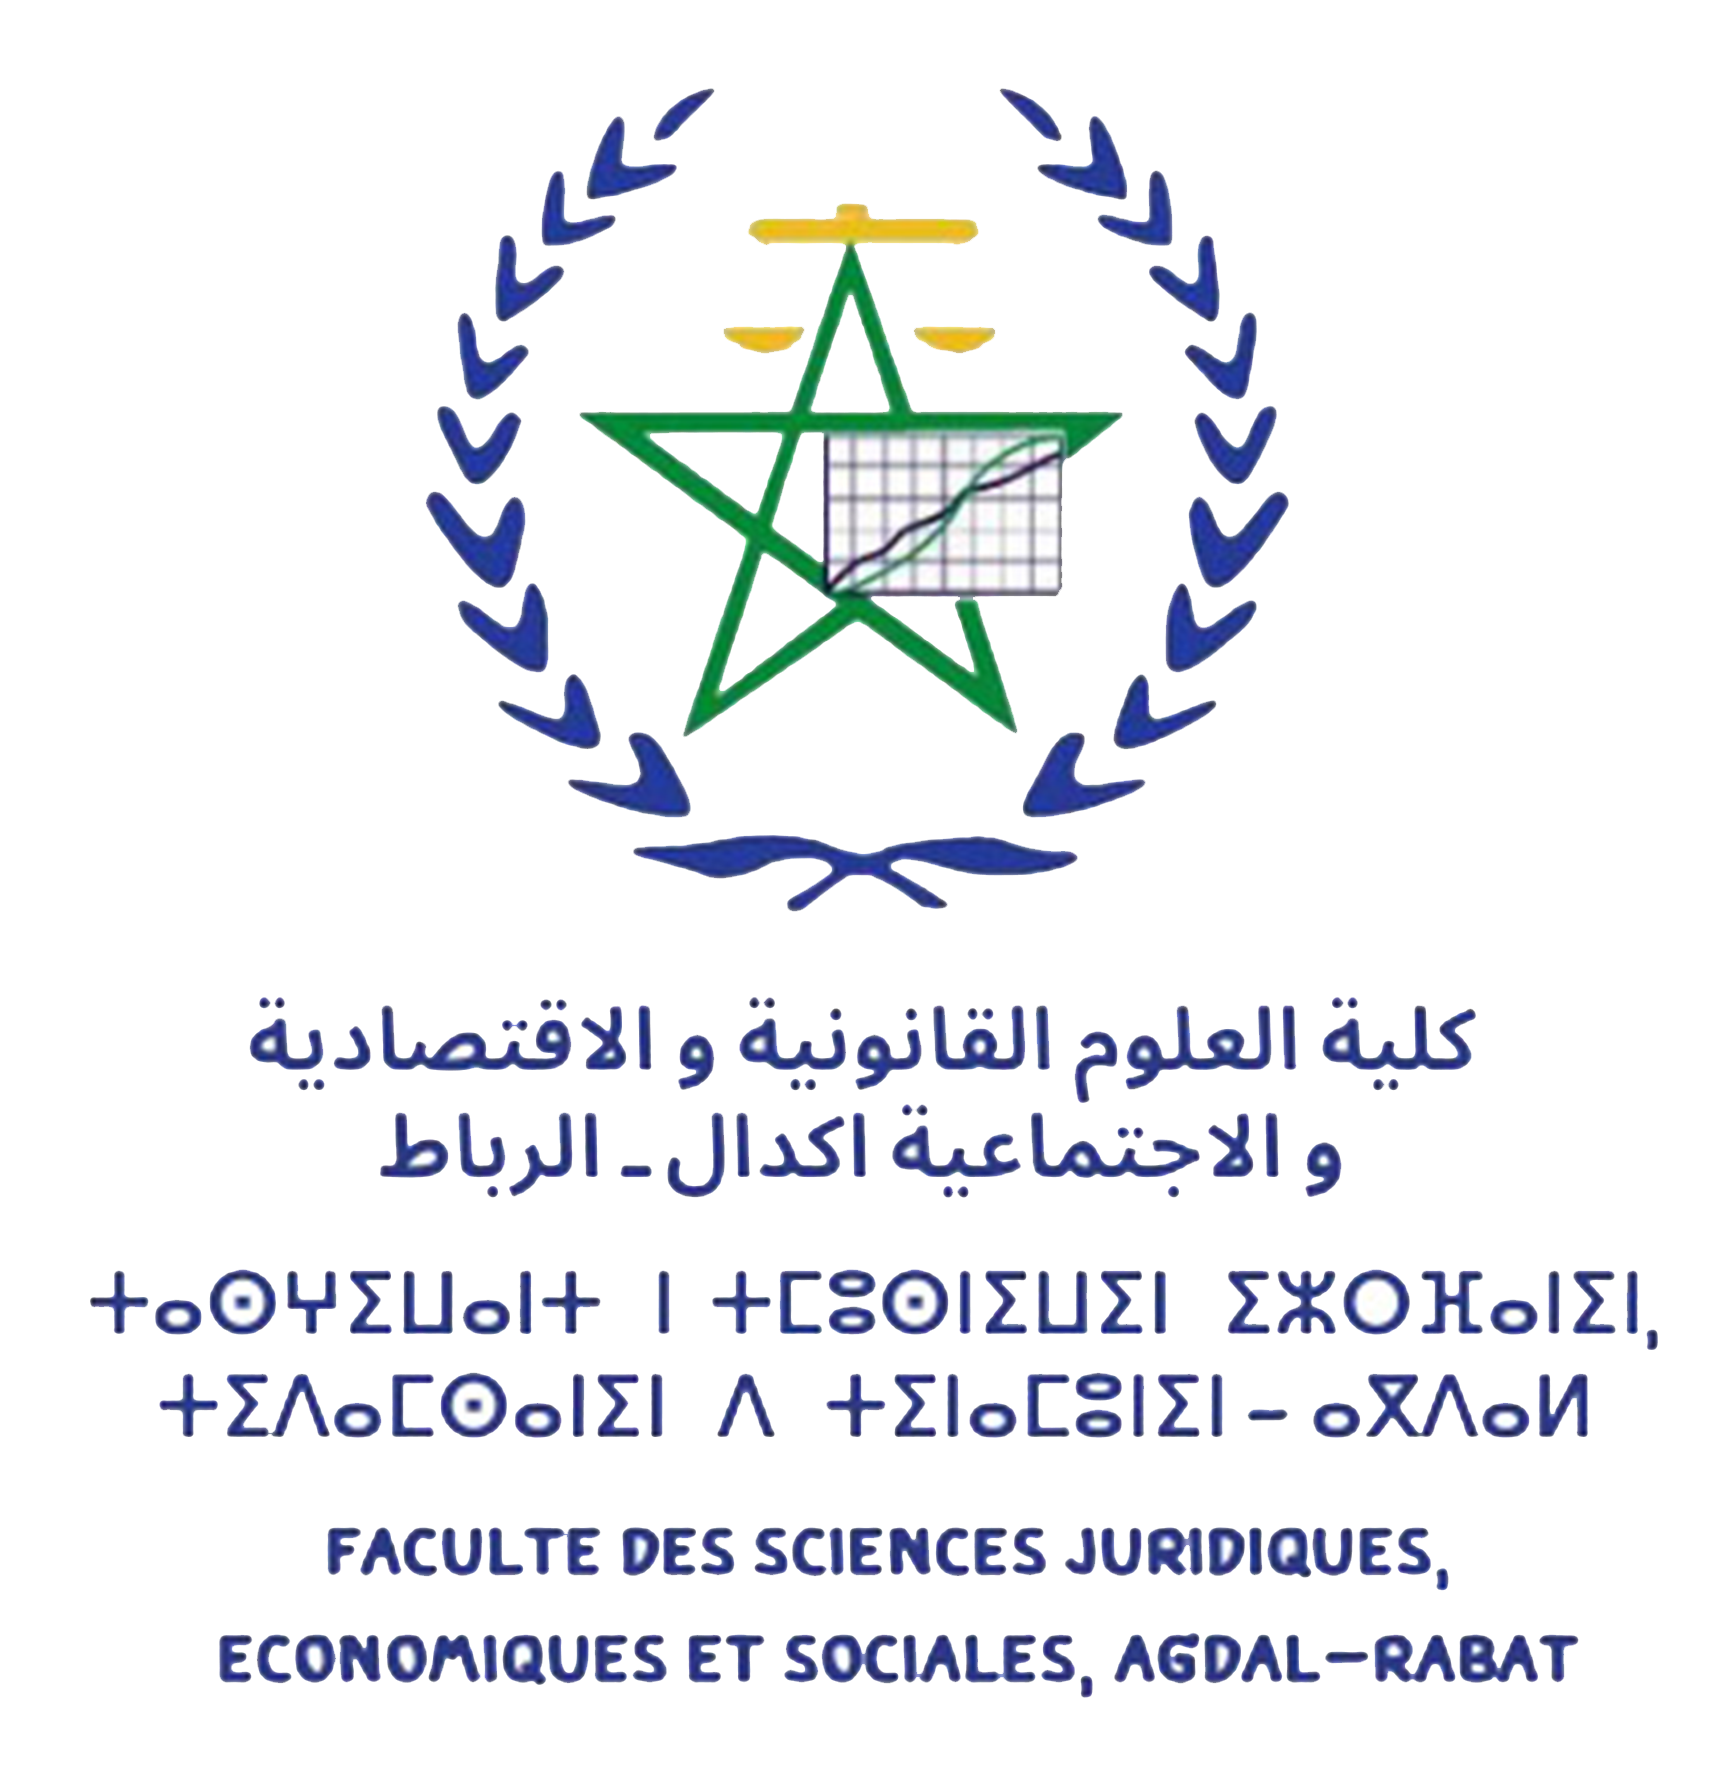 كلية العلوم القانونية و الاقتصادية
و الاجتماعية اكدال - الرباط
ⵜⴰⵙⵖⵉⵡⴰⵏⵜ ⵏ ⵜⵎⵓⵙⵏⵉⵡⵉⵏ ⵉⵣⵔⴼⴰⵏⵉⵏ,
ⵜⵉⴷⴰⵎⵙⴰⵏⵉⵏ ⴷ ⵜⵉⵏⴰⵎⵓⵏⵉⵏ – ⴰⴳⴷⴰⵍ
FACULTE DES SCIENCES JURIDIQUES,
ECONOMIQUES ET SOCIALES, AGDAL–RABAT